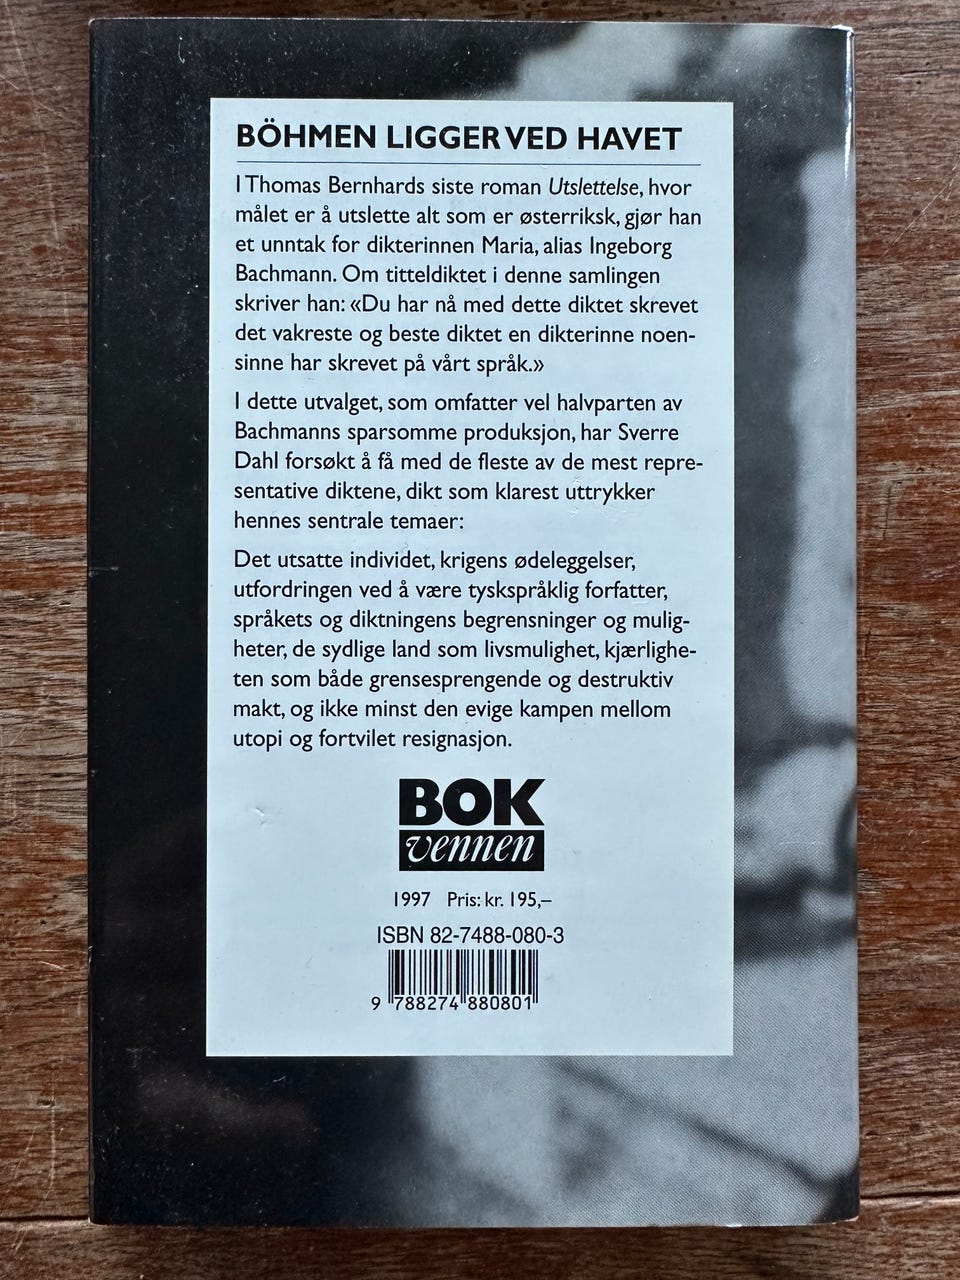 BÖHMEN LIGGER VED HAVET
I Thomas Bernhards siste roman Utslettelse, hvor
målet er å utslette alt som er østerriksk, gjør han
et unntak for dikterinnen Maria, alias Ingeborg
Bachmann. Om titteldiktet i denne samlingen
skriver han: «Du har nå med dette diktet skrevet
det vakreste og beste diktet en dikterinne noen-
sinne har skrevet på vårt språk.»
I dette utvalget, som omfatter vel halvparten av
Bachmanns sparsomme produksjon, har Sverre
Dahl forsøkt å få med de fleste av de mest repre-
sentative diktene, dikt som klarest uttrykker
hennes sentrale temaer:
Det utsatte individet, krigens ødeleggelser,
utfordringen ved å være tyskspråklig forfatter,
språkets og diktningens begrensninger og mulig-
heter, de sydlige land som livsmulighet, kjærlighe-
ten som både grensesprengende og destruktiv
makt, og ikke minst den evige kampen mellom
utopi og fortvilet resignasjon.
BOK
vennen
1997 Pris: kr. 195,–
ISBN 82-7488-080-3
9 788274 880801